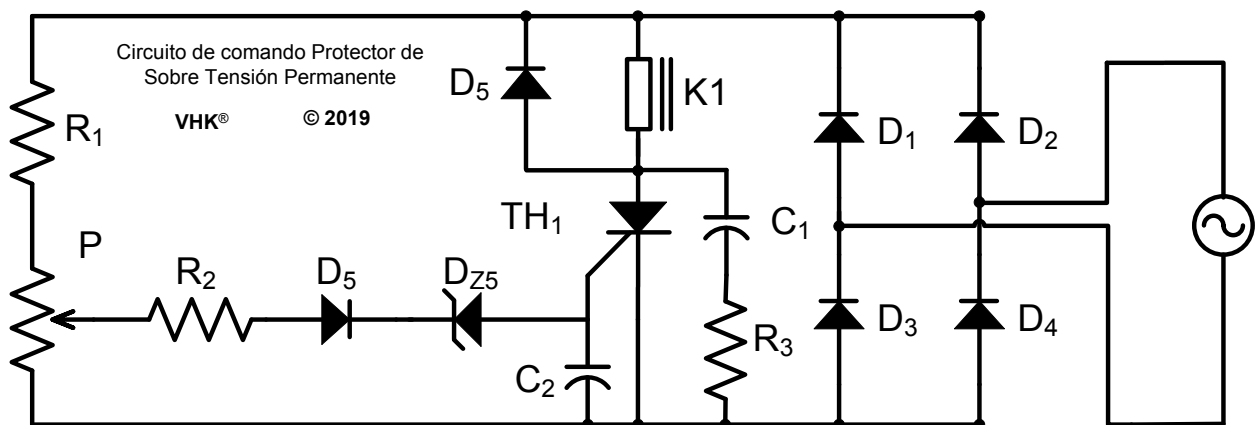 Circuito de comando Protector de
Sobre Tensión Permanente
VHK® © 2019
D5
K1
R1
D1
D2
TH1
C1
P
R2
D5
DZ5
D3
D4
R3
C2